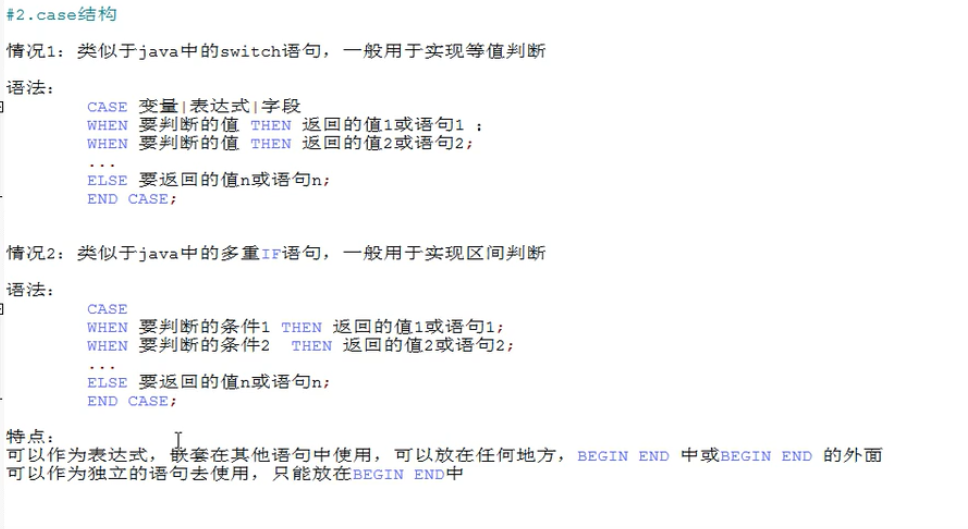 #2.case结构
情况1：类似于java中的switch语句，一般用于实现等值判断
语法：
CASE 变量|表达式|字段
WHEN 要判断的值 THEN 返回的值1或语句1 ；
WHEN 要判断的值 THEN 返回的值2或语句2;
...
ELSE 要返回的值n或语句n;
END CASE;
情况2：类似于java中的多重IF语句，一般用于实现区间判断
语法：
CASE
WHEN 要判断的条件1 THEN 返回的值1或语句1;
WHEN 要判断的条件2  THEN 返回的值2或语句2;
...
ELSE 要返回的值n或语句n;
END CASE;
特点：
可以作为表达式，嵌套在其他语句中使用，可以放在任何地方，BEGIN END 中或BEGIN END 的外面
可以作为独立的语句去使用，只能放在BEGIN END中